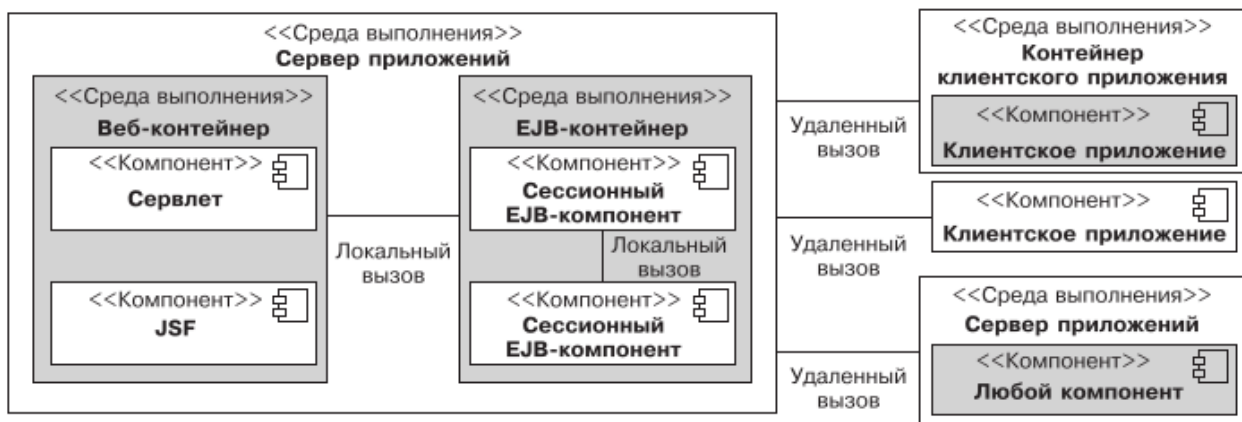 <<Среда выполнения>>
Сервер приложений
<<Среда выполнения>>
Веб-контейнер
<<Компонент>>
Сервлет
<<Компонент>>
JSF
Локальный
вызов
<<Среда выполнения>>
EJB-контейнер
<<Компонент>>
Сессионный
EJB-компонент
Локальный
вызов
<<Компонент>>
Сессионный
EJB-компонент
Удаленный
вызов
<<Среда выполнения>>
Контейнер
клиентского приложения
<<Компонент>>
Клиентское приложение
Удаленный
вызов
<<Компонент>>
Клиентское приложение
Удаленный
вызов
<<Среда выполнения>>
Сервер приложений
<<Компонент>>
Любой компонент